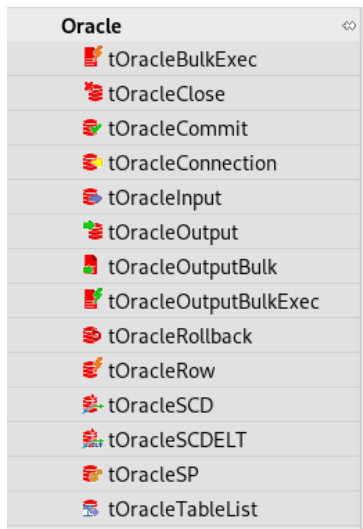 Oracle
tOracleBulkExec
tOracleClose
tOracleCommit
tOracleConnection
tOracleInput
tOracleOutput
tOracleOutputBulk
tOracleOutputBulkExec
tOracleRollback
tOracleRow
tOracleSCD
tOracleSCDELT
tOracleSP
tOracleTableList